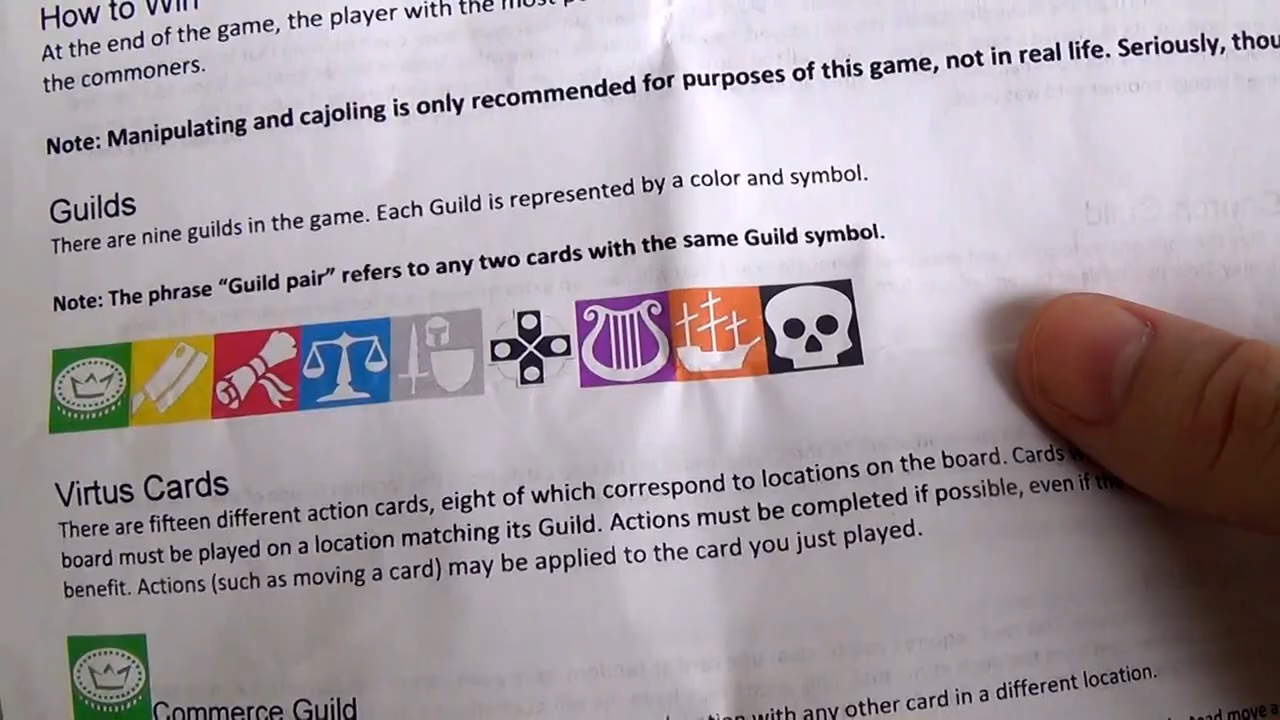 How to Win
At the end of the game, the player with the most
the commoners.
Note: Manipulating and cajoling is only recommended for purposes of this game, not in real life. Seriously,
Guilds
There are nine guilds in the game. Each Guild is represented by a color and symbol.
Note: The phrase “Guild pair” refers to any two cards with the same Guild symbol.
Virtus Cards
There are fifteen different action cards, eight of which correspond to locations on the board. Cards
board must be played on a location matching its Guild. Actions must be completed if possible, even if
benefit. Actions (such as moving a card) may be applied to the card you just played.
Commerce Guild
with any other card in a different location.
move a